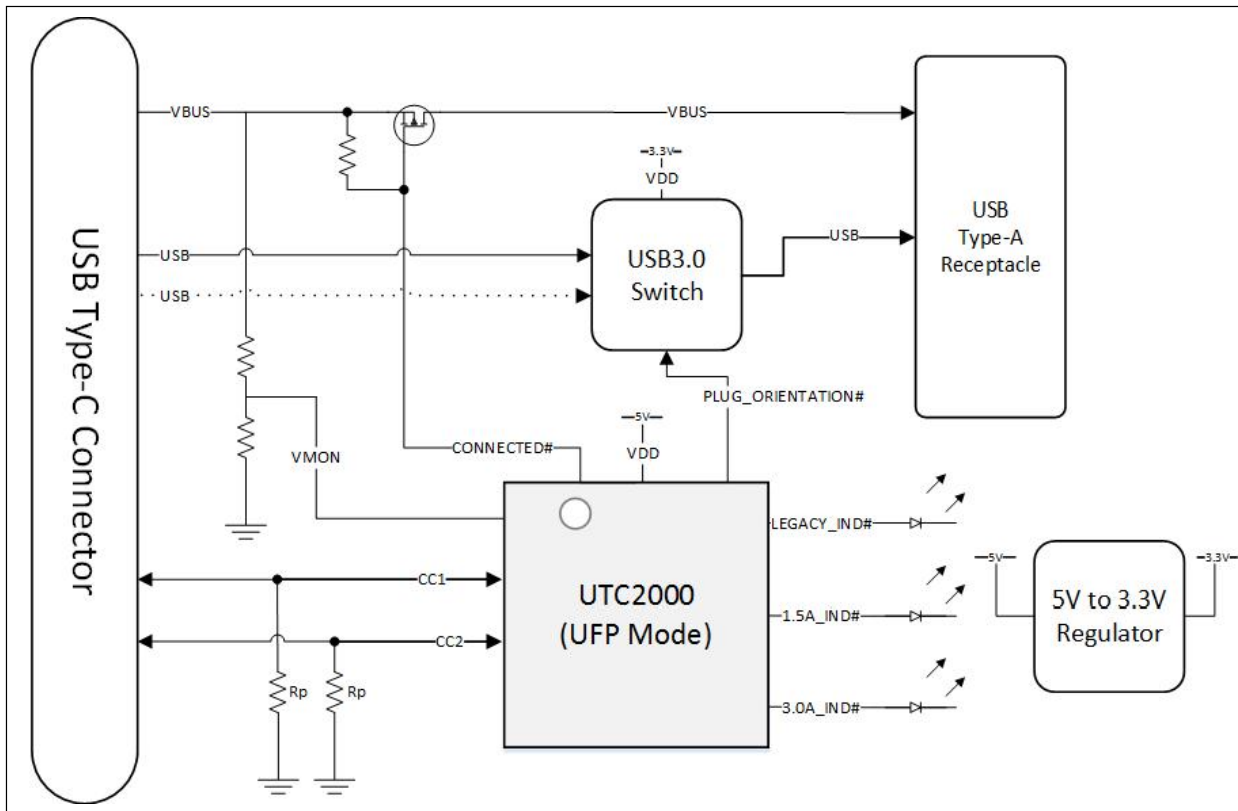 USB Type-C Connector
VBUS
VBUS
USB
Type-A
Receptacle
3.3V
VDD
USB
USB
USB3.0
Switch
USB
PLUG_ORIENTATION#
5V
VDD
CONNECTED#
VMON
LEGACY_IND#
CC1
UTC2000
(UFP Mode)
1.5A_IND#
CC2
3.0A_IND#
Rp
Rp
5V
5V to 3.3V
Regulator
3.3V